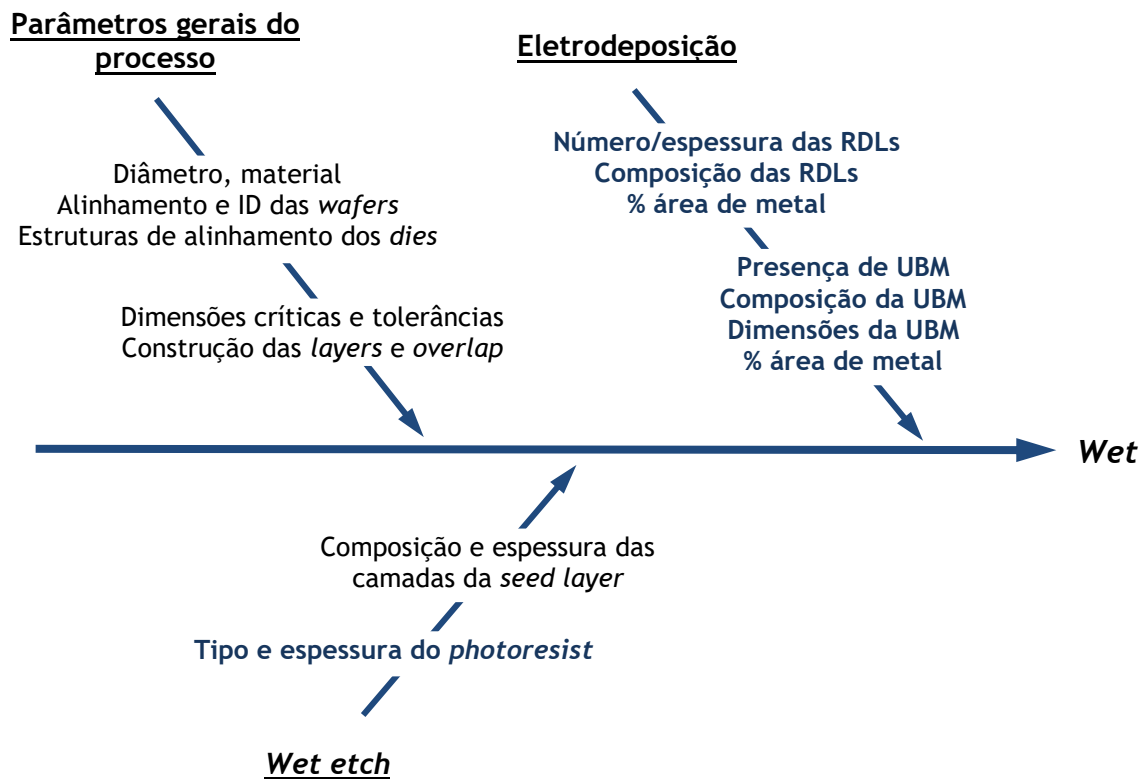 Parâmetros gerais do
processo
Diâmetro, material
Alinhamento e ID das wafers
Estruturas de alinhamento dos dies
Dimensões críticas e tolerâncias
Construção das layers e overlap
Eletrodeposição
Número/espessura das RDLs
Composição das RDLs
% área de metal
Presença de UBM
Composição da UBM
Dimensões da UBM
% área de metal
Wet
Composição e espessura das
camadas da seed layer
Tipo e espessura do photoresist
Wet etch